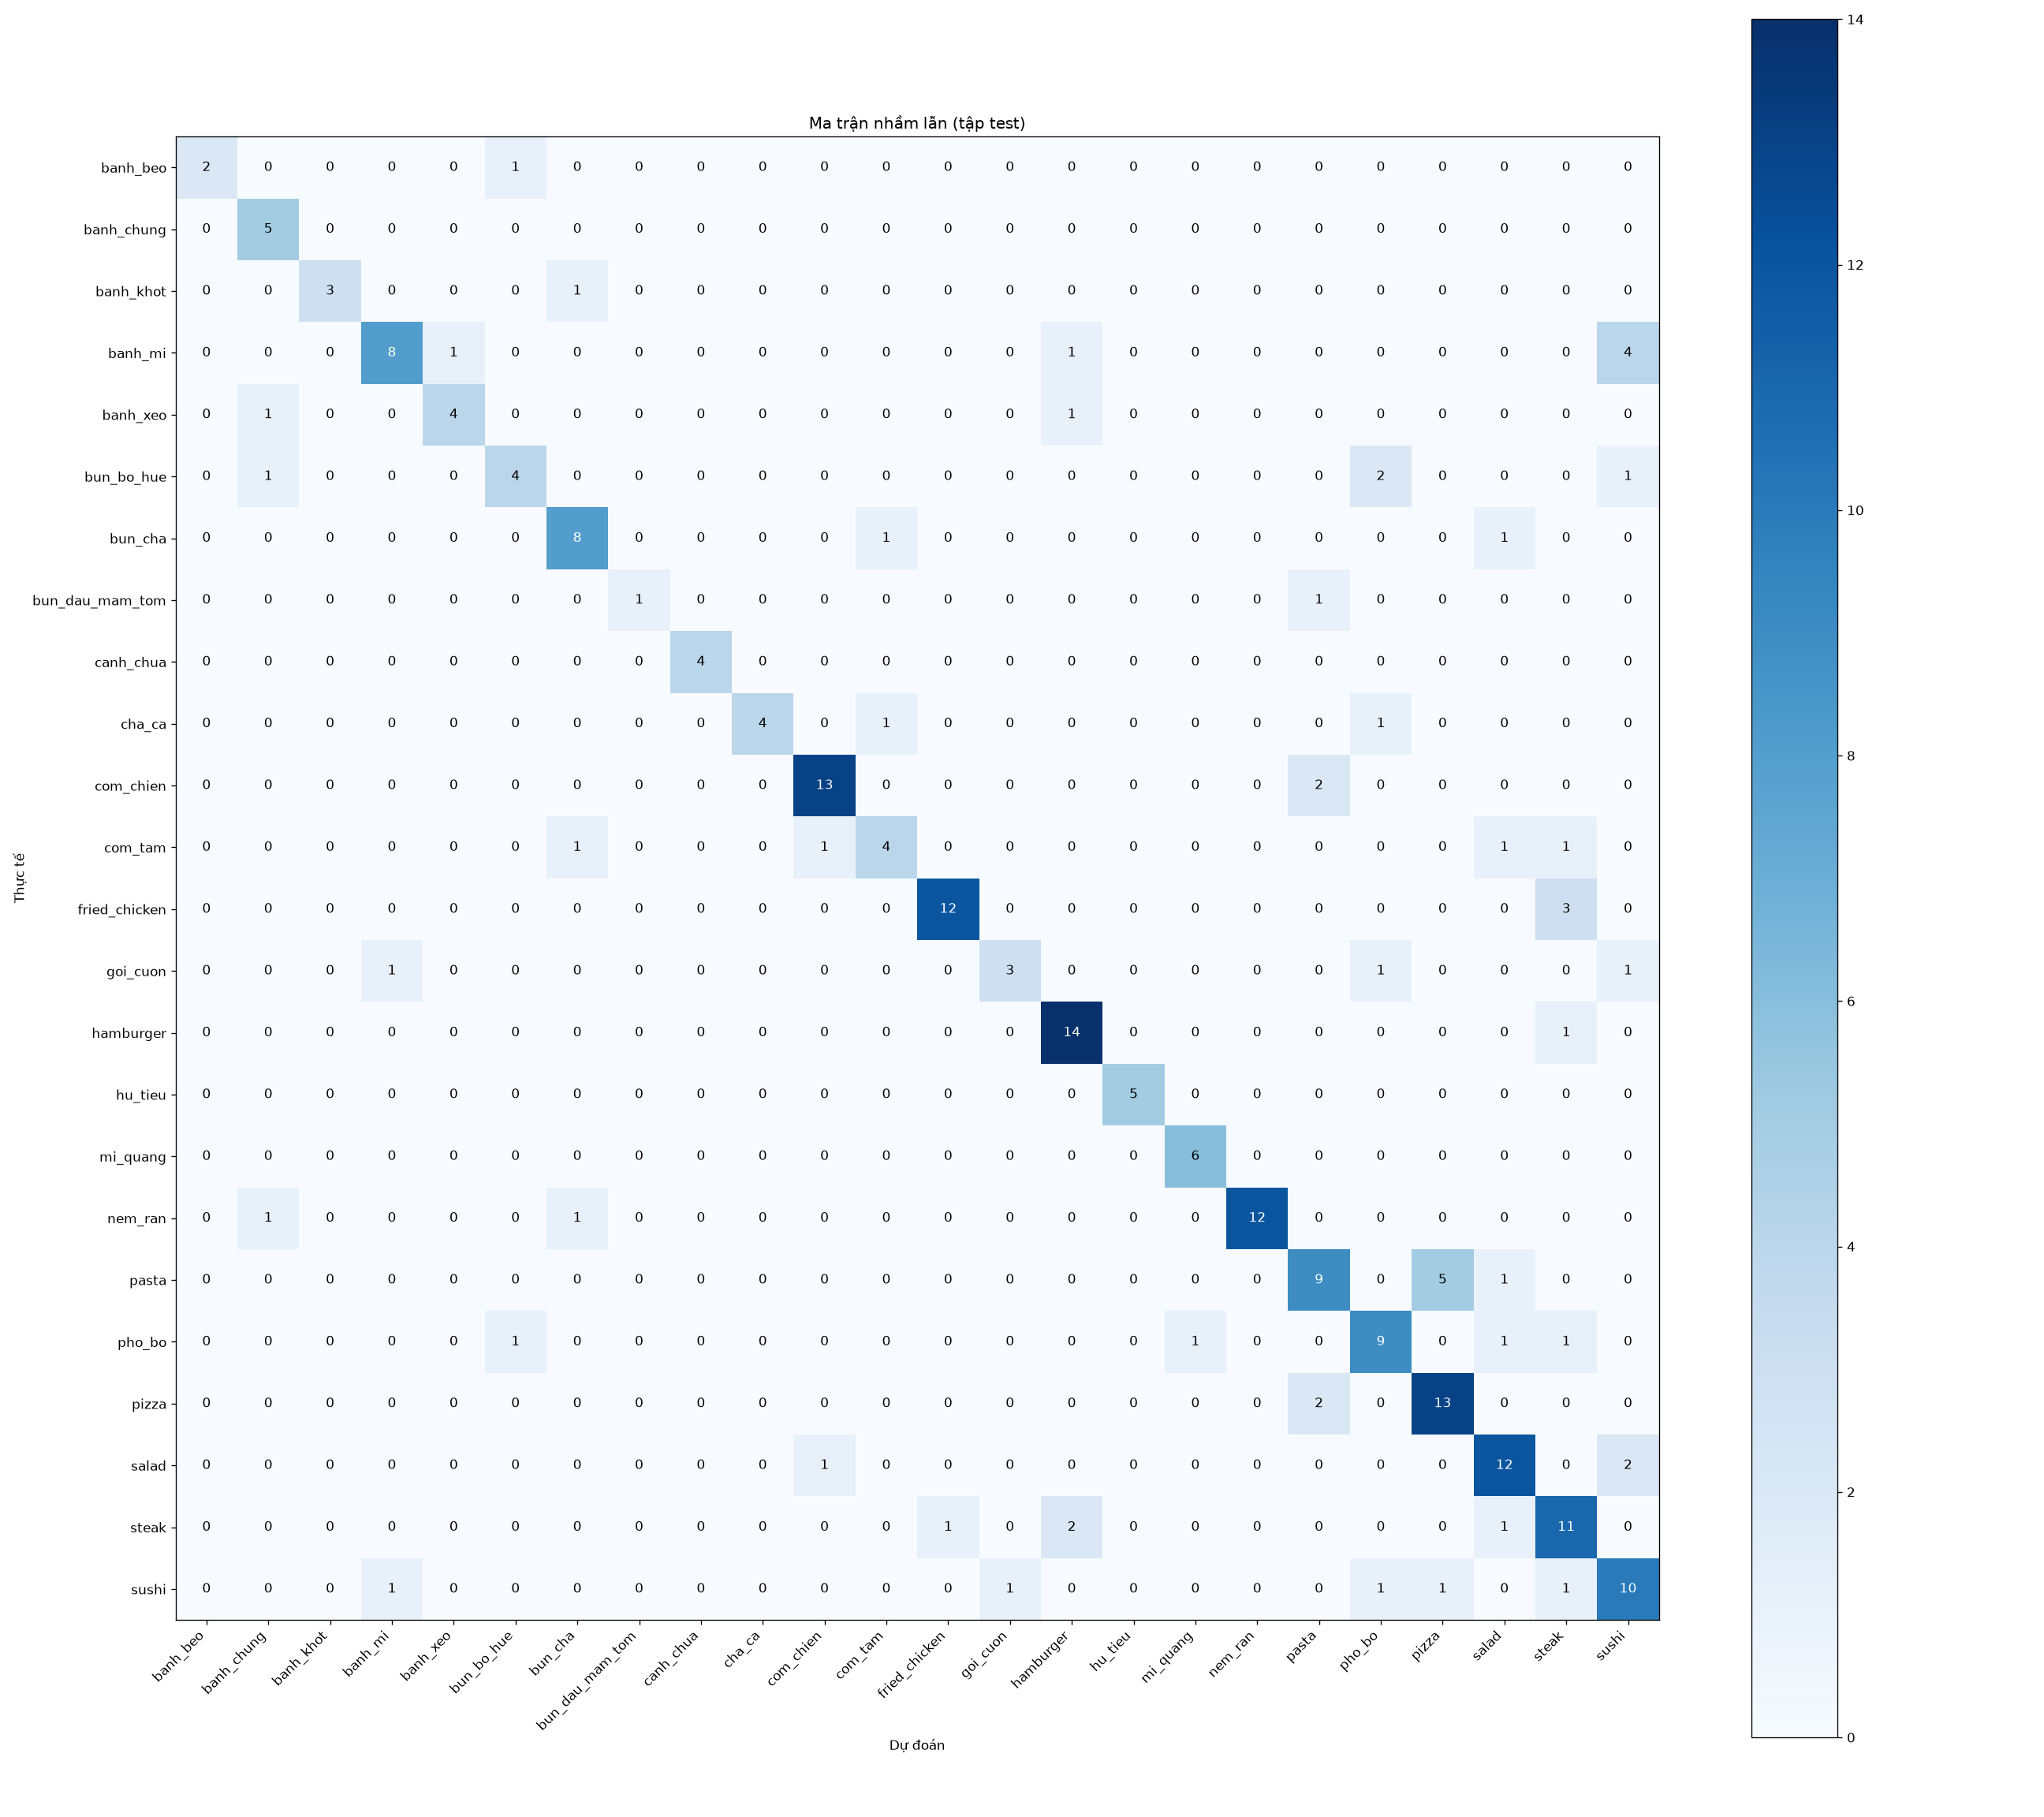 Ma trận nhầm lẫn (tập test)
14
12
10
8
6
4
2
0
Thực tế
banh_beo 2 0 0 0 0 1 0 0 0 0 0 0 0 0 0 0 0 0 0 0 0 0 0 0
banh_chung 0 5 0 0 0 0 0 0 0 0 0 0 0 0 0 0 0 0 0 0 0 0 0 0
banh_khot 0 0 3 0 0 0 1 0 0 0 0 0 0 0 0 0 0 0 0 0 0 0 0 0
banh_mi 0 0 0 8 1 0 0 0 0 0 0 0 0 0 1 0 0 0 0 0 0 0 0 4
banh_xeo 0 1 0 0 4 0 0 0 0 0 0 0 0 0 1 0 0 0 0 0 0 0 0 0
bun_bo_hue 0 1 0 0 0 4 0 0 0 0 0 0 0 0 0 0 0 0 0 2 0 0 0 1
bun_cha 0 0 0 0 0 0 8 0 0 0 0 1 0 0 0 0 0 0 0 0 0 1 0 0
bun_dau_mam_tom 0 0 0 0 0 0 0 1 0 0 0 0 0 0 0 0 0 0 1 0 0 0 0 0
canh_chua 0 0 0 0 0 0 0 0 4 0 0 0 0 0 0 0 0 0 0 0 0 0 0 0
cha_ca 0 0 0 0 0 0 0 0 0 4 0 1 0 0 0 0 0 0 0 1 0 0 0 0
com_chien 0 0 0 0 0 0 0 0 0 0 13 0 0 0 0 0 0 0 2 0 0 0 0 0
com_tam 0 0 0 0 0 0 1 0 0 0 1 4 0 0 0 0 0 0 0 0 0 1 1 0
fried_chicken 0 0 0 0 0 0 0 0 0 0 0 0 12 0 0 0 0 0 0 0 0 0 3 0
goi_cuon 0 0 0 1 0 0 0 0 0 0 0 0 0 3 0 0 0 0 0 1 0 0 0 1
hamburger 0 0 0 0 0 0 0 0 0 0 0 0 0 0 14 0 0 0 0 0 0 0 1 0
hu_tieu 0 0 0 0 0 0 0 0 0 0 0 0 0 0 0 5 0 0 0 0 0 0 0 0
mi_quang 0 0 0 0 0 0 0 0 0 0 0 0 0 0 0 0 6 0 0 0 0 0 0 0
nem_ran 0 1 0 0 0 0 1 0 0 0 0 0 0 0 0 0 0 12 0 0 0 0 0 0
pasta 0 0 0 0 0 0 0 0 0 0 0 0 0 0 0 0 0 0 9 0 5 1 0 0
pho_bo 0 0 0 0 0 1 0 0 0 0 0 0 0 0 0 0 1 0 0 9 0 1 1 0
pizza 0 0 0 0 0 0 0 0 0 0 0 0 0 0 0 0 0 0 2 0 13 0 0 0
salad 0 0 0 0 0 0 0 0 0 0 1 0 0 0 0 0 0 0 0 0 0 12 0 2
steak 0 0 0 0 0 0 0 0 0 0 0 0 1 0 2 0 0 0 0 0 0 1 11 0
sushi 0 0 0 1 0 0 0 0 0 0 0 0 0 1 0 0 0 0 0 1 1 0 1 10
banh_beo banh_chung banh_khot banh_mi banh_xeo bun_bo_hue bun_cha bun_dau_mam_tom canh_chua cha_ca com_chien com_tam fried_chicken goi_cuon hamburger hu_tieu mi_quang nem_ran pasta pho_bo pizza salad steak sushi
Dự đoán